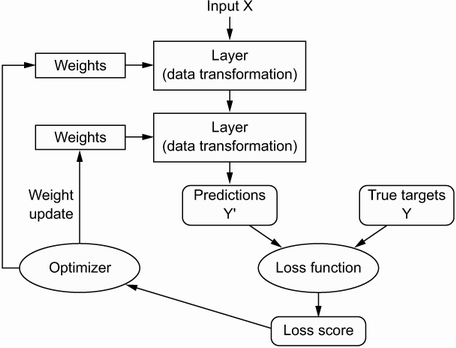 Input X
Layer
(data transformation)
Weights
Layer
(data transformation)
Weights
Weight
update
Predictions
Y'
True targets
Y
Optimizer
Loss function
Loss score